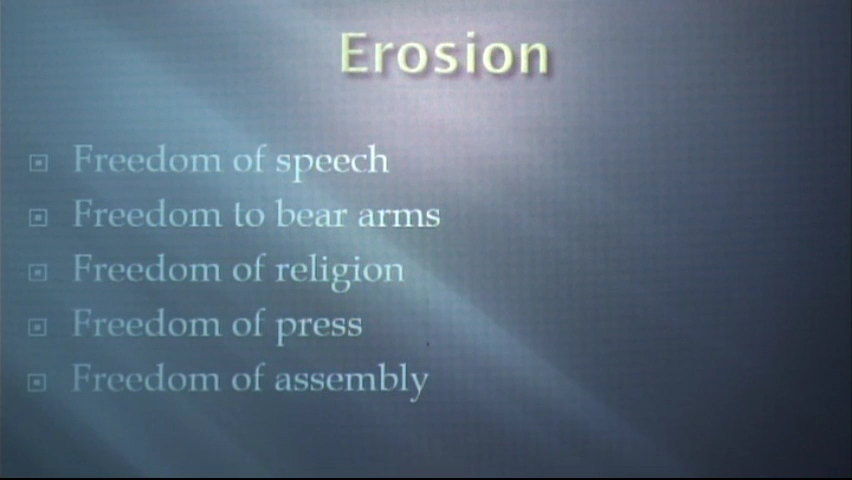 Erosion
Freedom of speech
Freedom to bear arms
Freedom of religion
Freedom of press
Freedom of assembly